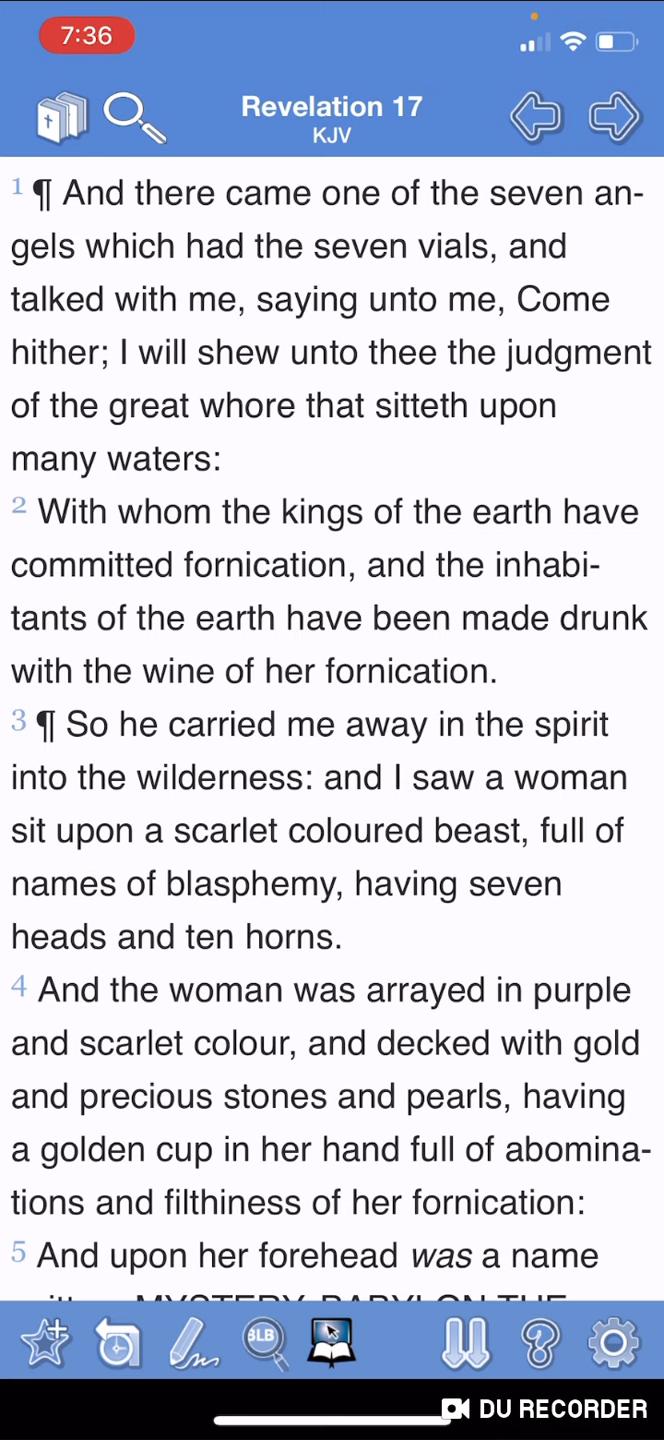 7:36
Revelation 17
KJV
1 ¶ And there came one of the seven an-
gels which had the seven vials, and
talked with me, saying unto me, Come
hither; I will shew unto thee the judgment
of the great whore that sitteth upon
many waters:
2 With whom the kings of the earth have
committed fornication, and the inhabi-
tants of the earth have been made drunk
with the wine of her fornication.
3 ¶ So he carried me away in the spirit
into the wilderness: and I saw a woman
sit upon a scarlet coloured beast, full of
names of blasphemy, having seven
heads and ten horns.
4 And the woman was arrayed in purple
and scarlet colour, and decked with gold
and precious stones and pearls, having
a golden cup in her hand full of abomina-
tions and filthiness of her fornication:
5 And upon her forehead was a name
MYSTERY, BABYLON THE
BLB
DU RECORDER